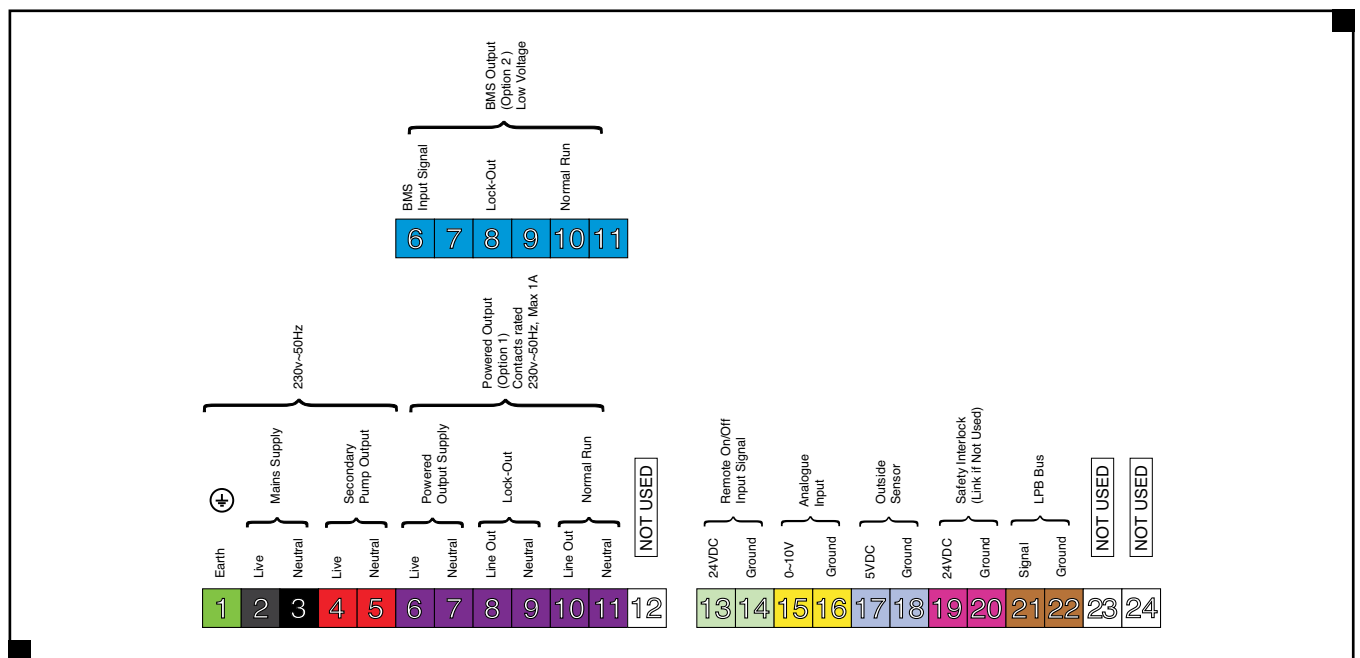 BMS Output
(Option 2 )
Low Voltage
BMS
Input Signal
Lock-Out
Normal Run
6 7 8 9 10 11
230v~50Hz
Powered Output
(Option 1)
Contacts rated
230v~50Hz, Max 1A
Mains Supply
Secondary
Pump Output
Powered
Output Supply
Lock-Out
Normal Run
NOT USED
Remote On/Off
Input Signal
Analogue
Input
Outside
Sensor
Safety Interlock
(Link if Not Used)
LPB Bus
NOT USED
NOT USED
Earth
Live
Neutral
Live
Neutral
Live
Neutral
Line Out
Neutral
Line Out
Neutral
24VDC
Ground
0~10V
Ground
5VDC
Ground
24VDC
Ground
Signal
Ground
1 2 3 4 5 6 7 8 9 10 11 12
13 14 15 16 17 18 19 20 21 22 23 24